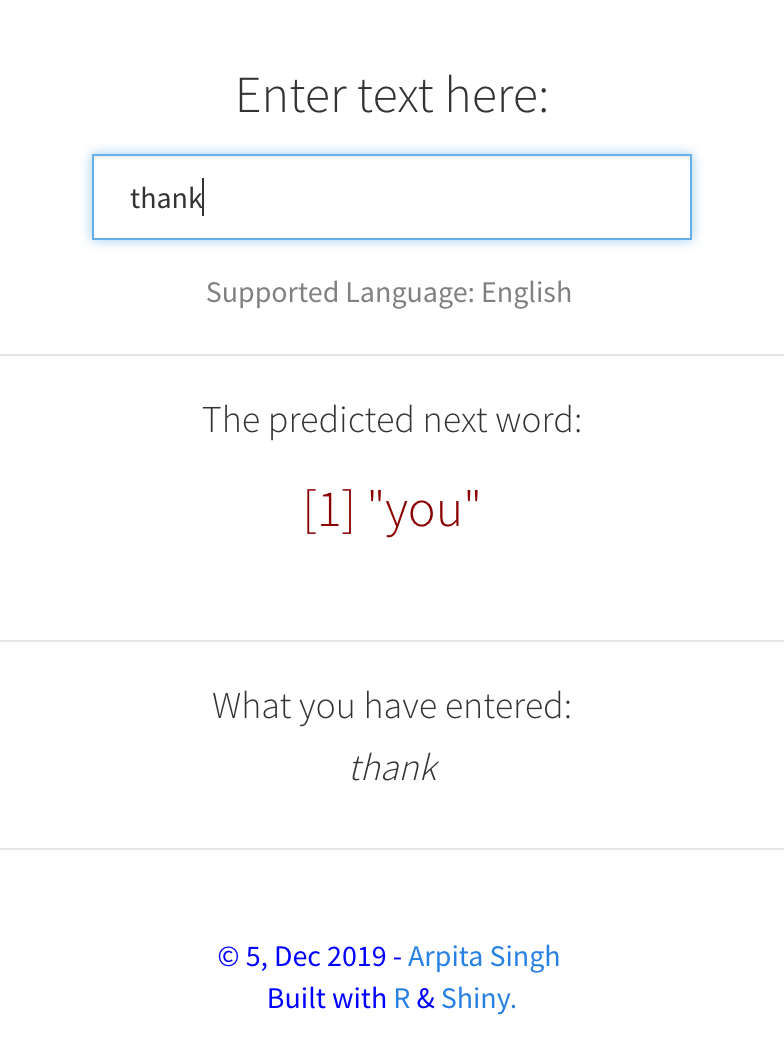 Enter text here:
thank
Supported Language: English
The predicted next word:
[1] "you"
What you have entered:
thank
© 5, Dec 2019 - Arpita Singh
Built with R & Shiny.